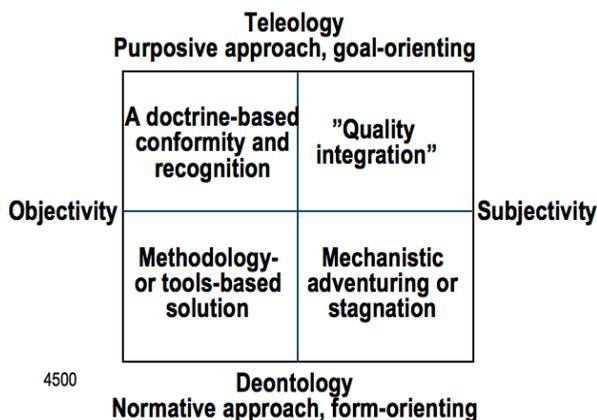 Teleology
Purposive approach, goal-orienting
A doctrine-based
conformity and
recognition
”Quality
integration”
Objectivity
Subjectivity
Methodology-
or tools-based
solution
Mechanistic
adventuring or
stagnation
4500
Deontology
Normative approach, form-orienting